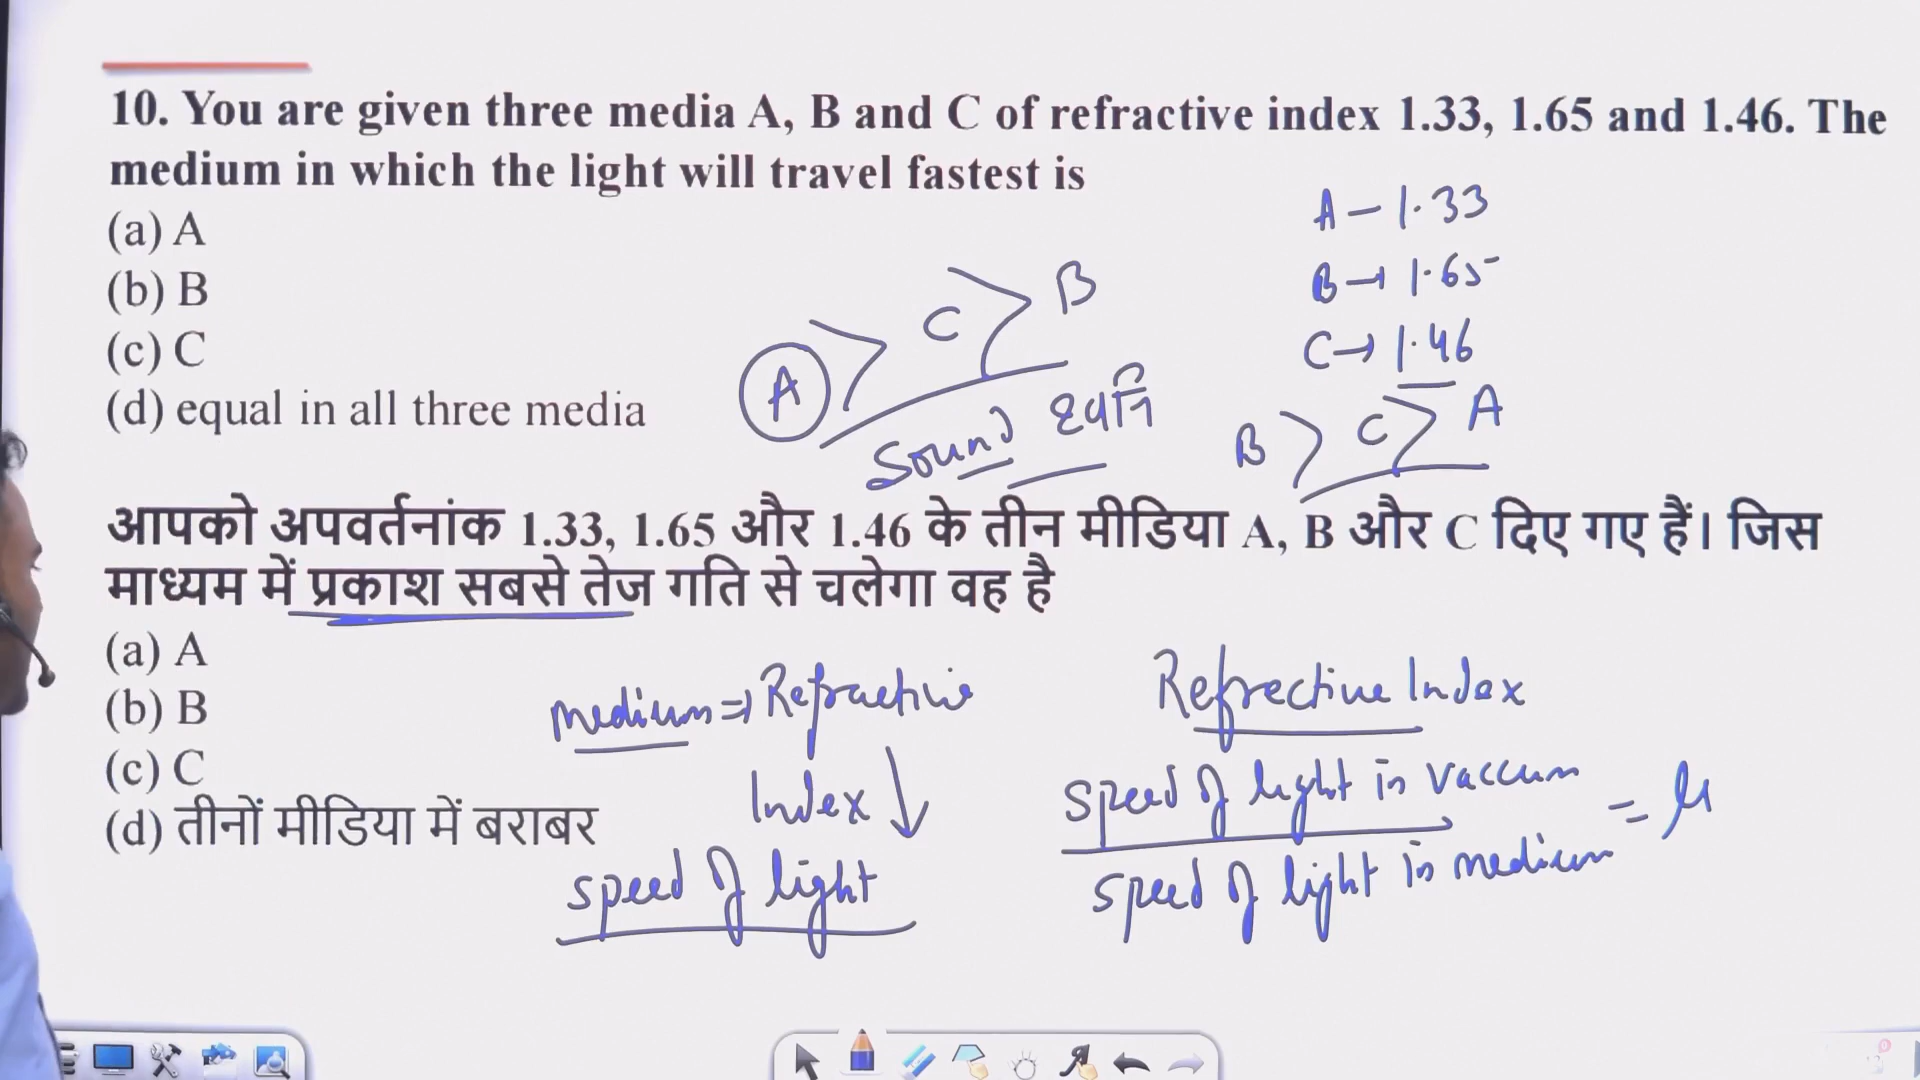 10. You are given three media A, B and C of refractive index 1.33, 1.65 and 1.46. The
medium in which the light will travel fastest is
(a) A
(b) B
(c) C
(d) equal in all three media
A > C > B
Sound ध्वनि
A – 1.33
B → 1.65
C → 1.46
B > C > A
आपको अपवर्तनांक 1.33, 1.65 और 1.46 के तीन मीडिया A, B और C दिए गए हैं। जिस
माध्यम में प्रकाश सबसे तेज गति से चलेगा वह है
(a) A
(b) B
(c) C
(d) तीनों मीडिया में बराबर
medium ⇒ Refractive
Index ↓
speed of light
Refrective Index
speed of light in vaccum
speed of light in medium = μ